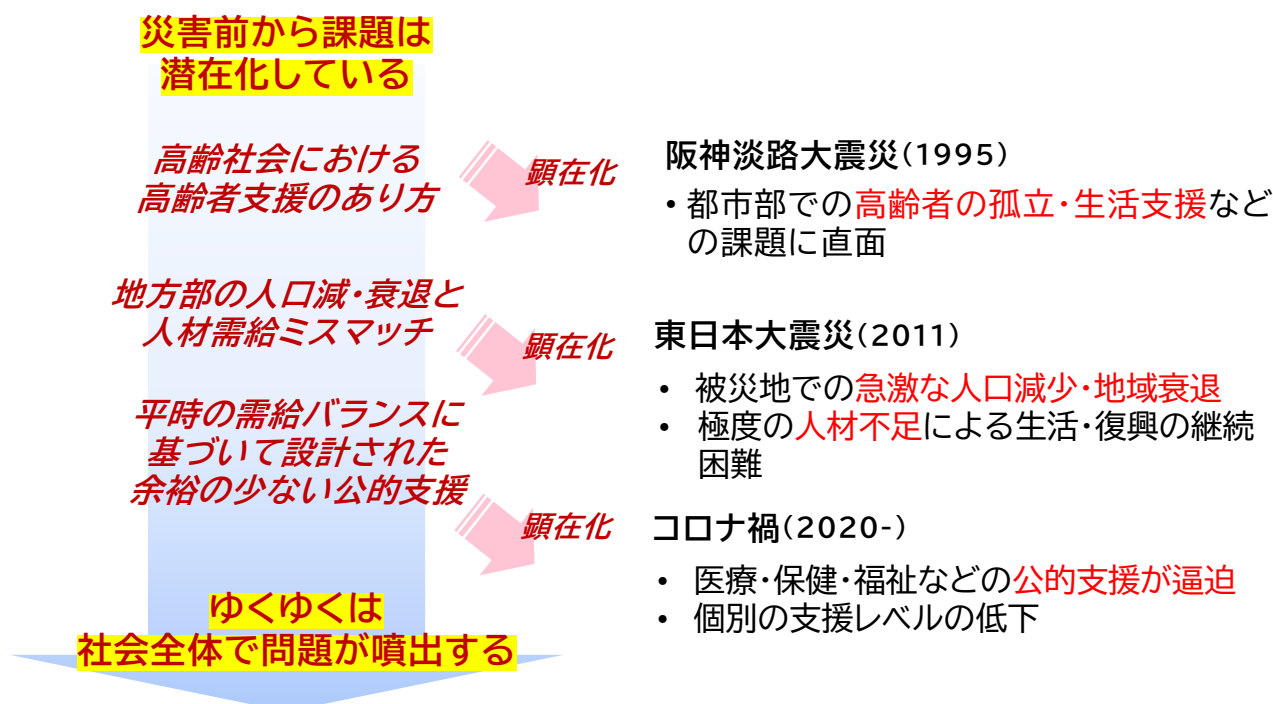 災害前から課題は
潜在化している
高齢社会における
高齢者支援のあり方
顕在化
阪神淡路大震災(1995)
• 都市部での高齢者の孤立・生活支援など
の課題に直面
地方部の人口減・衰退と
人材需給ミスマッチ
顕在化
東日本大震災(2011)
• 被災地での急激な人口減少・地域衰退
• 極度の人材不足による生活・復興の継続
困難
平時の需給バランスに
基づいて設計された
余裕の少ない公的支援
顕在化
コロナ禍(2020-)
• 医療・保健・福祉などの公的支援が逼迫
• 個別の支援レベルの低下
ゆくゆくは
社会全体で問題が噴出する